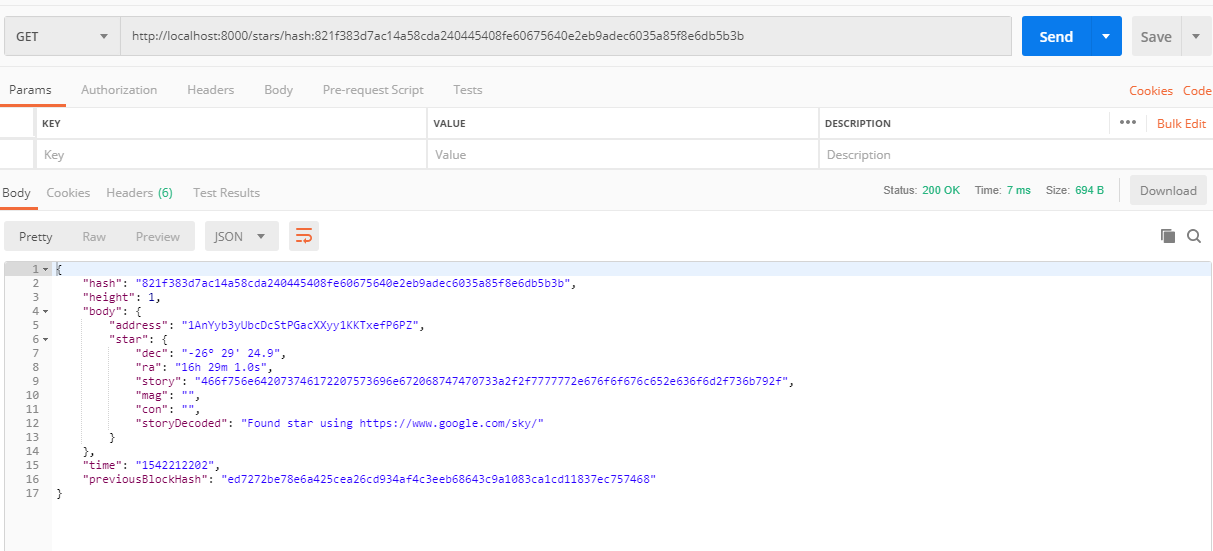 GET http://localhost:8000/stars/hash:821f383d7ac14a58cda240445408fe60675640e2eb9adec6035a85f8e6db5b3b Send Save
Params Authorization Headers Body Pre-request Script Tests Cookies Code
KEY VALUE DESCRIPTION ••• Bulk Edit
Key Value Description
Body Cookies Headers (6) Test Results Status: 200 OK Time: 7 ms Size: 694 B Download
Pretty Raw Preview JSON
1 {
2 "hash": "821f383d7ac14a58cda240445408fe60675640e2eb9adec6035a85f8e6db5b3b",
3 "height": 1,
4 "body": {
5 "address": "1AnYyb3yUbcDcStPGacXXyy1KKTxefP6PZ",
6 "star": {
7 "dec": "-26° 29' 24.9",
8 "ra": "16h 29m 1.0s",
9 "story": "466f756e642073746172207573696e672068747470733a2f2f7777772e676f6f676c652e636f6d2f736b792f",
10 "mag": "",
11 "con": "",
12 "storyDecoded": "Found star using https://www.google.com/sky/"
13 }
14 },
15 "time": "1542212202",
16 "previousBlockHash": "ed7272be78e6a425cea26cd934af4c3eeb68643c9a1083ca1cd11837ec757468"
17 }